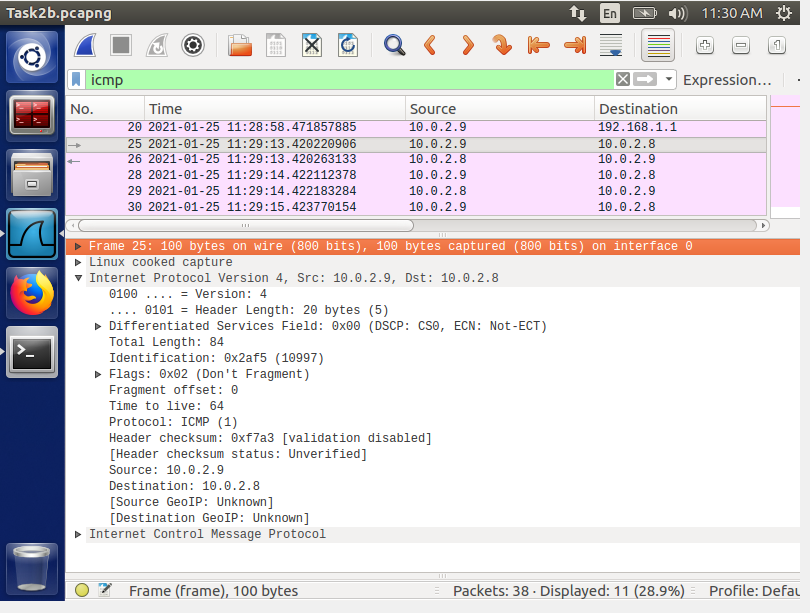 Task2b.pcapng En 11:30 AM
icmp Expression…
No. Time Source Destination
20 2021-01-25 11:28:58.471857885 10.0.2.9 192.168.1.1
25 2021-01-25 11:29:13.420220906 10.0.2.9 10.0.2.8
26 2021-01-25 11:29:13.420263133 10.0.2.8 10.0.2.9
28 2021-01-25 11:29:14.422112378 10.0.2.9 10.0.2.8
29 2021-01-25 11:29:14.422183284 10.0.2.8 10.0.2.9
30 2021-01-25 11:29:15.423770154 10.0.2.9 10.0.2.8
Frame 25: 100 bytes on wire (800 bits), 100 bytes captured (800 bits) on interface 0
Linux cooked capture
Internet Protocol Version 4, Src: 10.0.2.9, Dst: 10.0.2.8
0100 .... = Version: 4
.... 0101 = Header Length: 20 bytes (5)
Differentiated Services Field: 0x00 (DSCP: CS0, ECN: Not-ECT)
Total Length: 84
Identification: 0x2af5 (10997)
Flags: 0x02 (Don't Fragment)
Fragment offset: 0
Time to live: 64
Protocol: ICMP (1)
Header checksum: 0xf7a3 [validation disabled]
[Header checksum status: Unverified]
Source: 10.0.2.9
Destination: 10.0.2.8
[Source GeoIP: Unknown]
[Destination GeoIP: Unknown]
Internet Control Message Protocol
Frame (frame), 100 bytes Packets: 38 · Displayed: 11 (28.9%) Profile: Defau